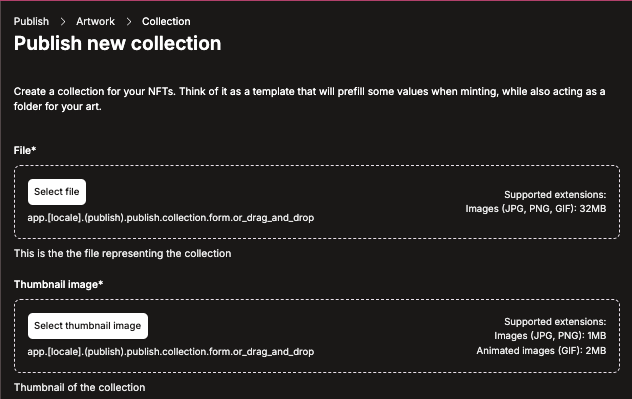 Publish > Artwork > Collection
Publish new collection
Create a collection for your NFTs. Think of it as a template that will prefill some values when minting, while also acting as a
folder for your art.
File*
Select file
app.[locale].(publish).publish.collection.form.or_drag_and_drop
Supported extensions:
Images (JPG, PNG, GIF): 32MB
This is the the file representing the collection
Thumbnail image*
Select thumbnail image
app.[locale].(publish).publish.collection.form.or_drag_and_drop
Supported extensions:
Images (JPG, PNG): 1MB
Animated images (GIF): 2MB
Thumbnail of the collection